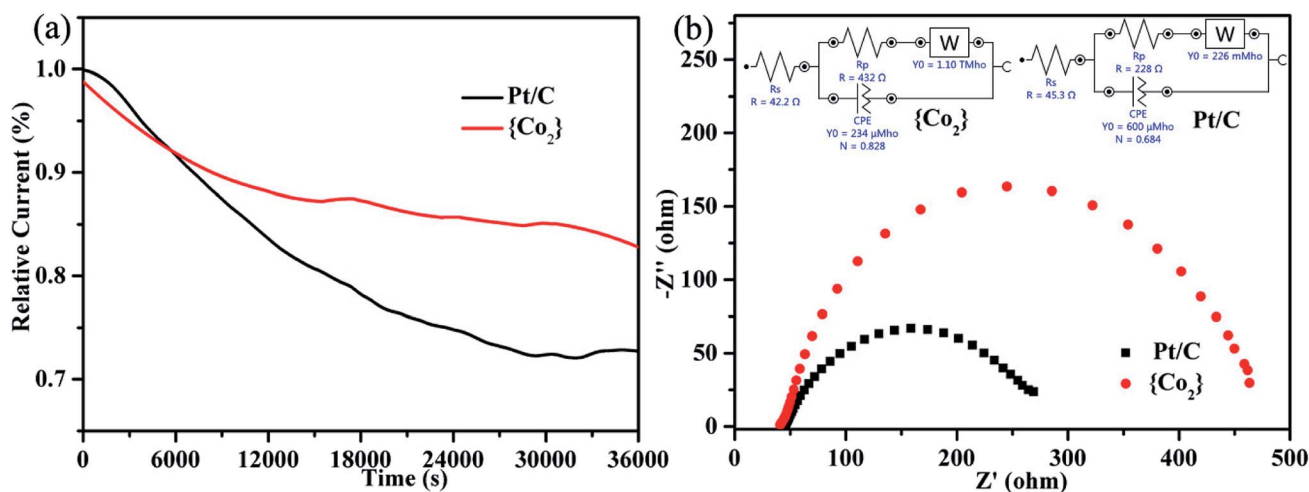 (a)
Pt/C
{Co₂}
Relative Current (%)
1.0
0.9
0.8
0.7
0
6000
12000
18000
24000
30000
36000
Time (s)
(b)
-Z'' (ohm)
250
200
150
100
50
0
0
100
200
300
400
500
Z' (ohm)
Rs
R = 42.2 Ω
Rp
R = 432 Ω
W
Y0 = 1.10 TMho
CPE
Y0 = 234 µMho
N = 0.828
{Co₂}
Rs
R = 45.3 Ω
Rp
R = 228 Ω
W
Y0 = 226 mMho
CPE
Y0 = 600 µMho
N = 0.684
Pt/C
Pt/C
{Co₂}